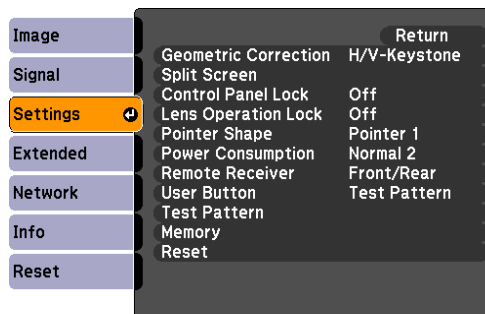 Image
Signal
Settings
Extended
Network
Info
Reset
Return
Geometric Correction H/V-Keystone
Split Screen
Control Panel Lock Off
Lens Operation Lock Off
Pointer Shape Pointer 1
Power Consumption Normal 2
Remote Receiver Front/Rear
User Button Test Pattern
Test Pattern
Memory
Reset